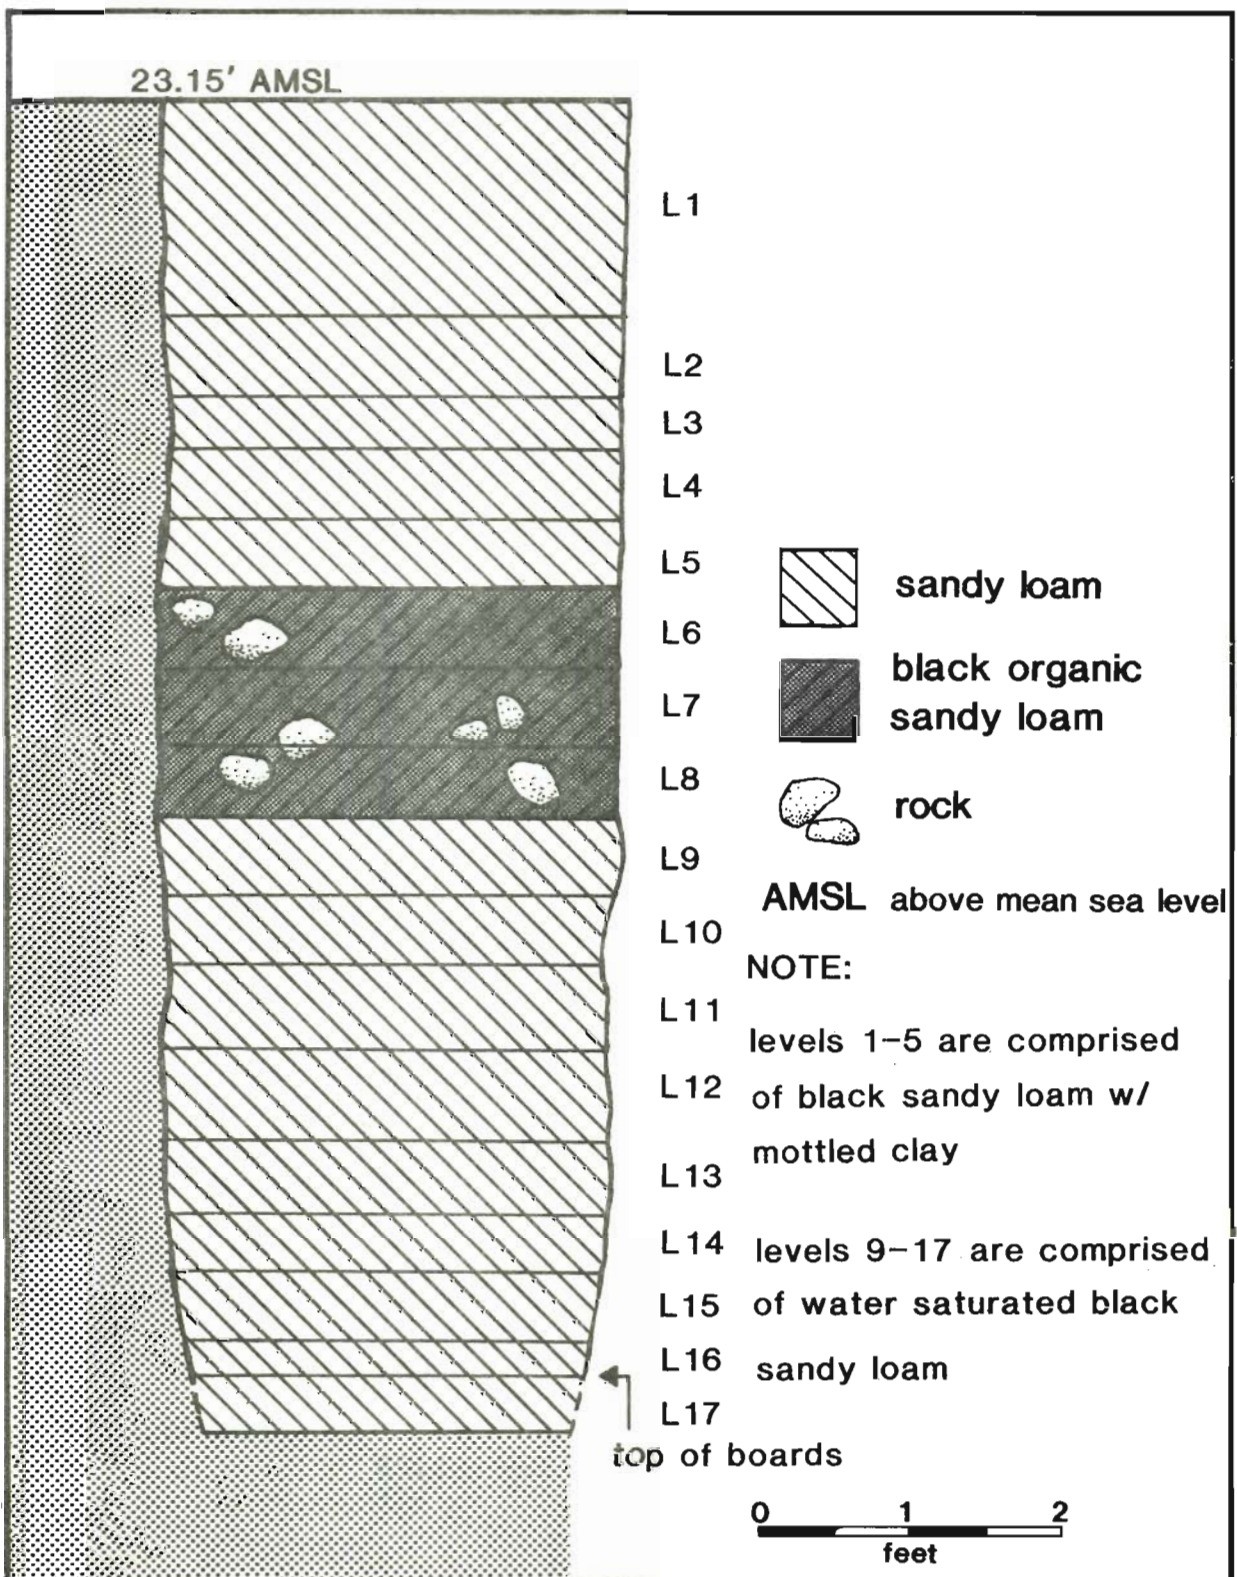 23.15' AMSL
L1
L2
L3
L4
L5
L6
L7
L8
L9
L10
L11
L12
L13
L14
L15
L16
L17
top of boards
sandy loam
black organic
sandy loam
rock
AMSL above mean sea level
NOTE:
levels 1-5 are comprised
of black sandy loam w/
mottled clay
levels 9-17 are comprised
of water saturated black
sandy loam
0 1 2
feet